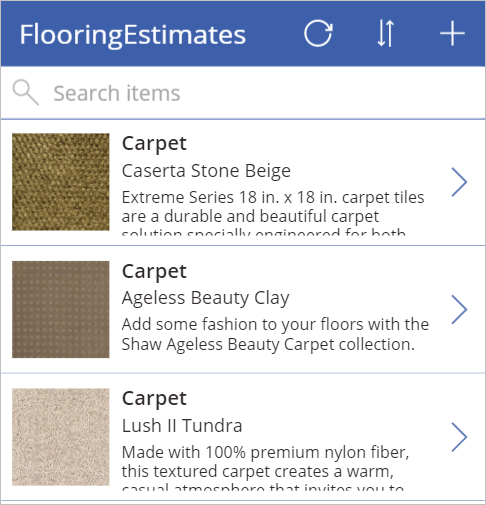 FlooringEstimates
Search items
Carpet
Caserta Stone Beige
Extreme Series 18 in. x 18 in. carpet tiles
are a durable and beautiful carpet
solution specially engineered for both
Carpet
Ageless Beauty Clay
Add some fashion to your floors with the
Shaw Ageless Beauty Carpet collection.
Carpet
Lush II Tundra
Made with 100% premium nylon fiber,
this textured carpet creates a warm,
casual atmosphere that invites you to